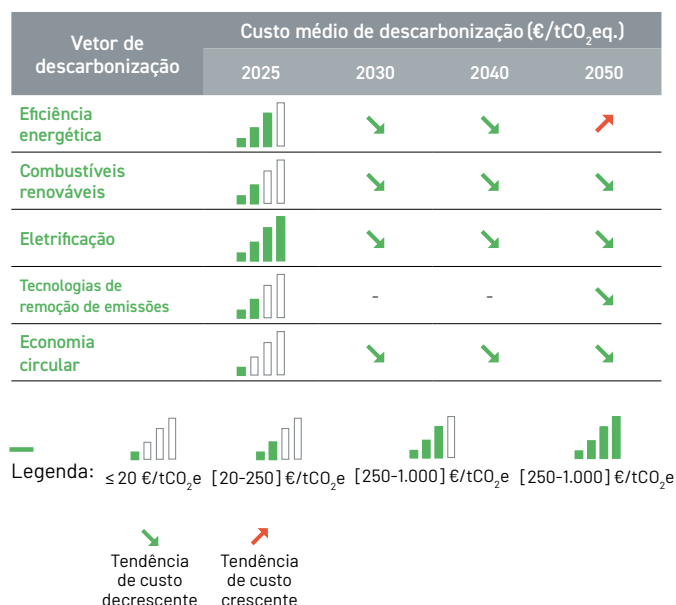 Vetor de
descarbonização
Custo médio de descarbonização (€/tCO₂eq.)
2025 2030 2040 2050
Eficiência
energética
Combustíveis
renováveis
Eletrificação
Tecnologias de
remoção de emissões
- -
Economia
circular
Legenda:
≤ 20 €/tCO₂e [20-250] €/tCO₂e [250-1.000] €/tCO₂e [250-1.000] €/tCO₂e
Tendência
de custo
decrescente
Tendência
de custo
crescente